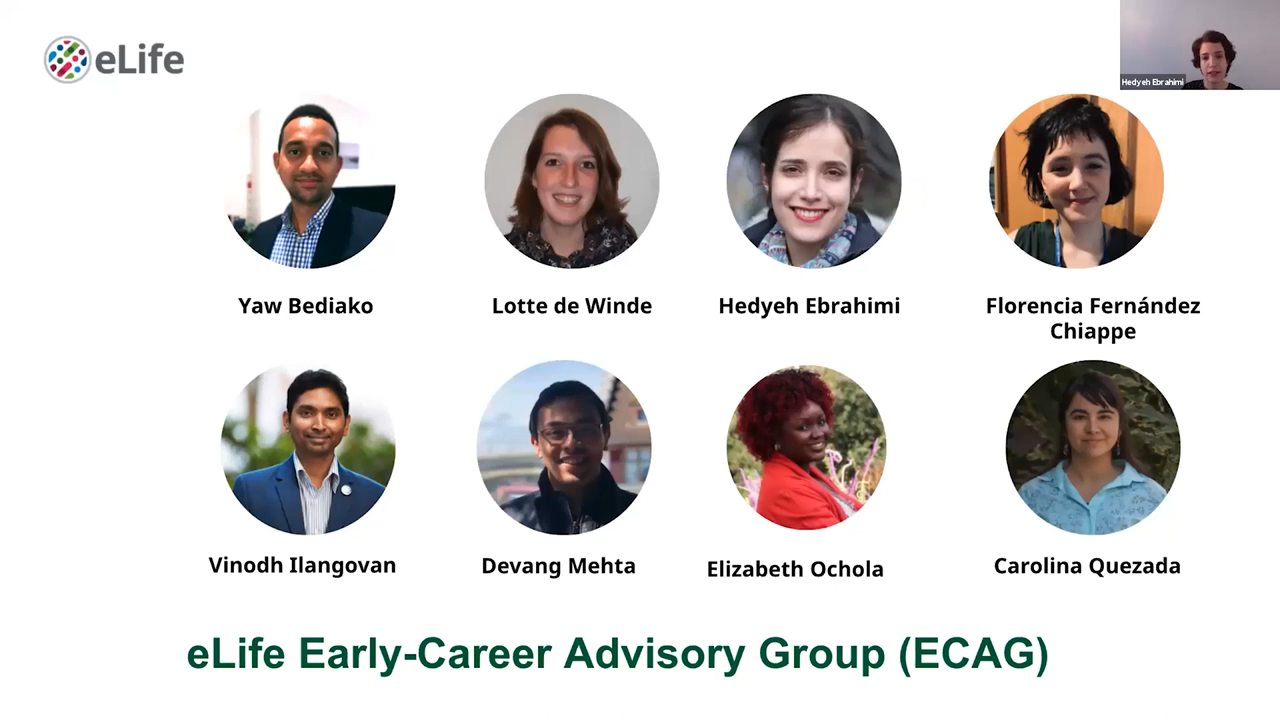 eLife
Hedyeh Ebrahimi
Yaw Bediako
Lotte de Winde
Hedyeh Ebrahimi
Florencia Fernández
Chiappe
Vinodh Ilangovan
Devang Mehta
Elizabeth Ochola
Carolina Quezada
eLife Early-Career Advisory Group (ECAG)